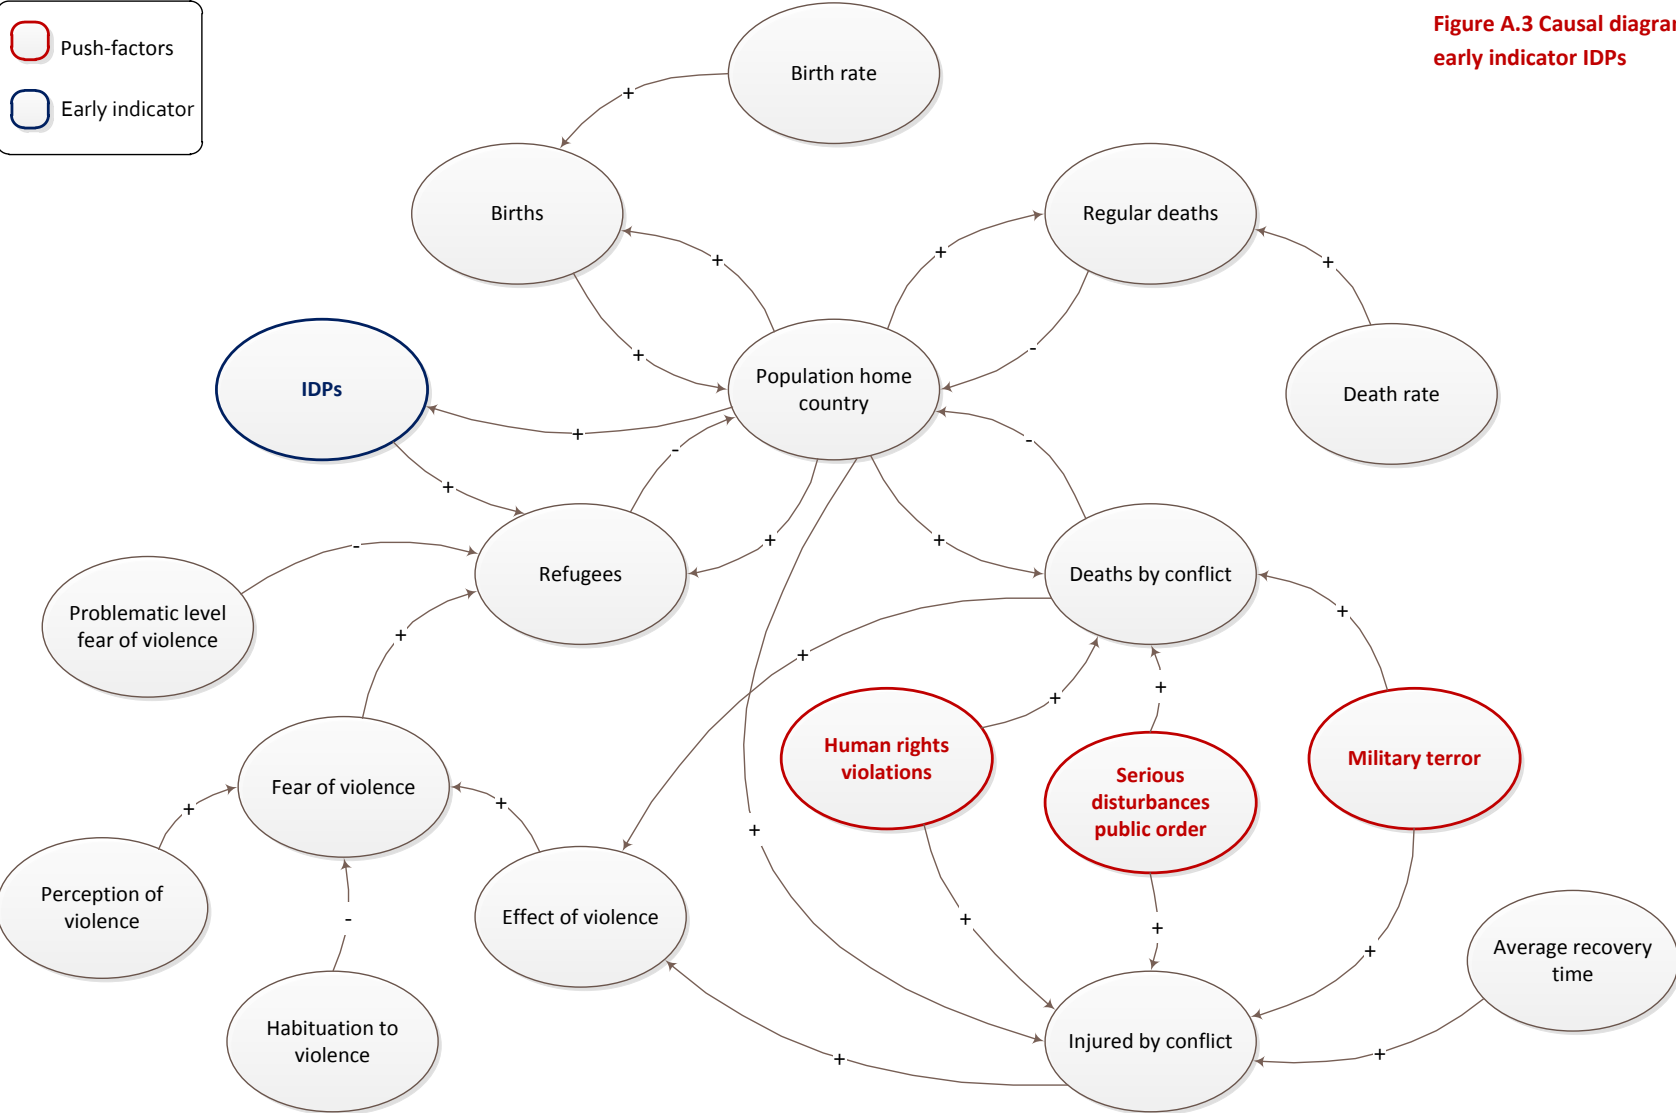 Push-factors
Early indicator
Figure A.3 Causal diagram
early indicator IDPs
Birth rate
+
Births
Regular deaths
+
+
+
+
-
IDPs
Population home
country
Death rate
+
-
-
+
+
+
-
Refugees
Deaths by conflict
Problematic level
fear of violence
+
+
+
+
+
Human rights
violations
Serious
disturbances
public order
Military terror
Fear of violence
+
+
+
Perception of
violence
-
Effect of violence
+
+
+
Average recovery
time
Habituation to
violence
Injured by conflict
+
+